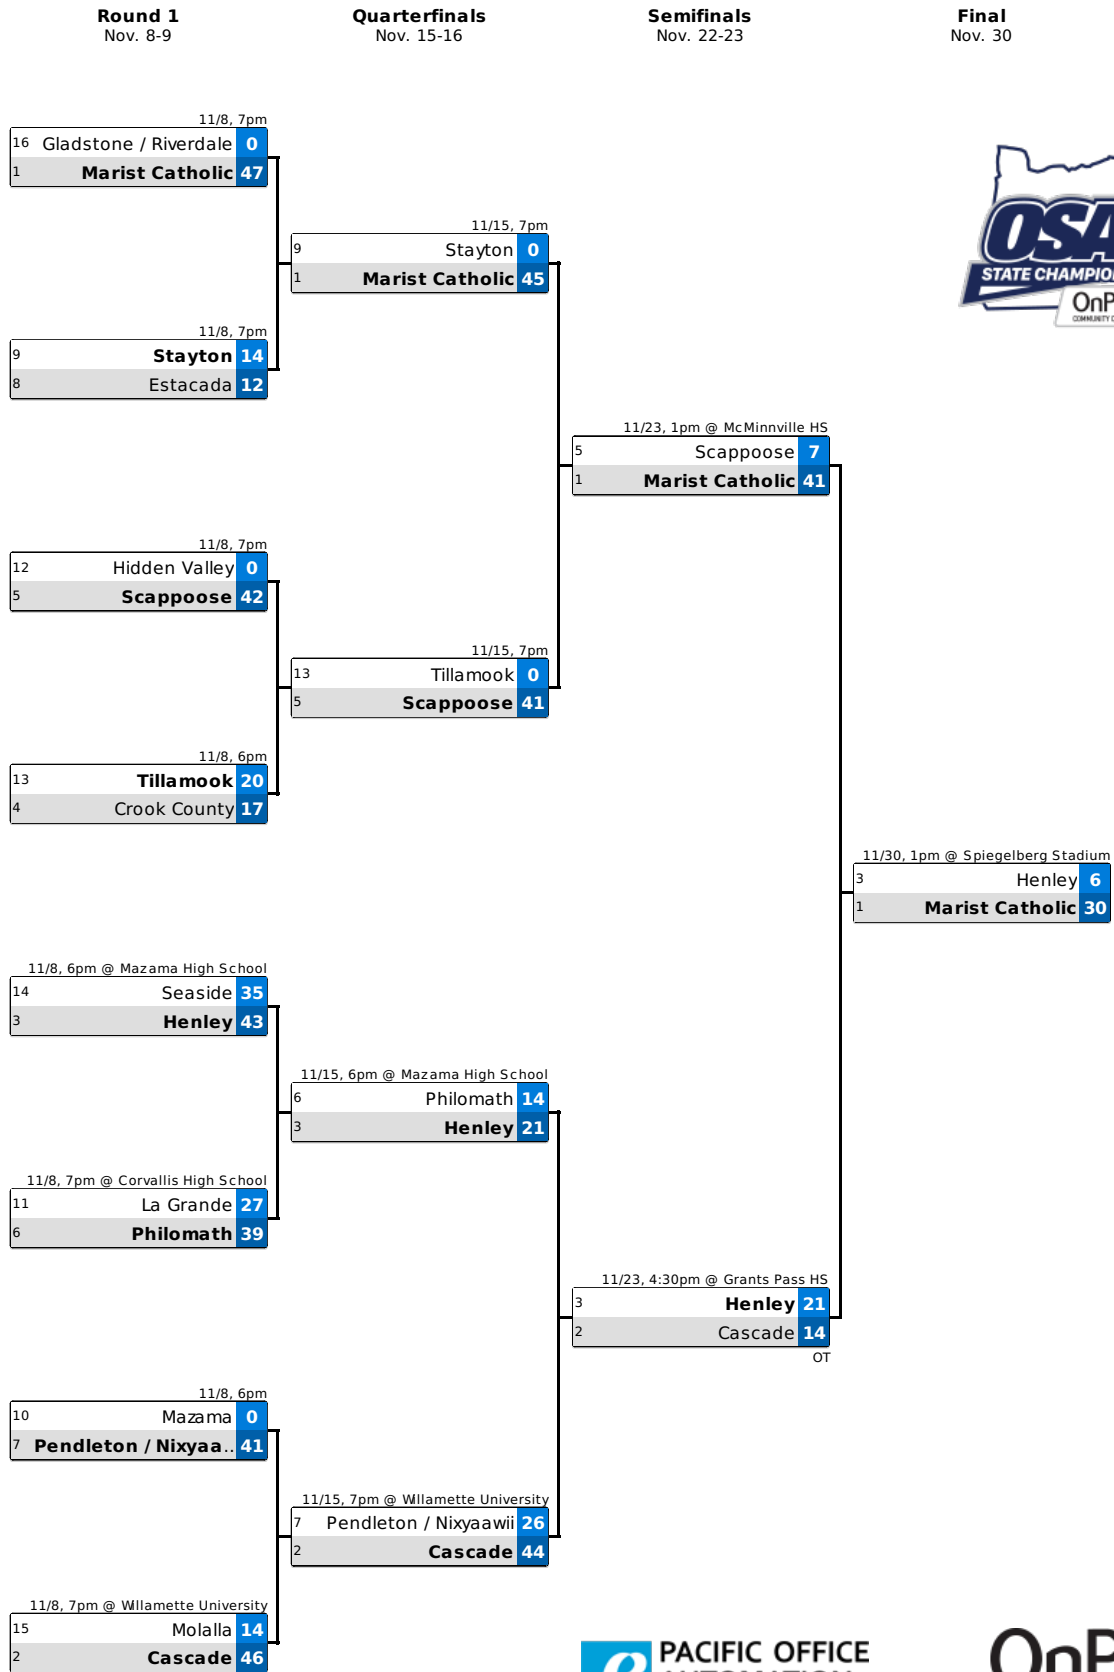 Round 1
Nov. 8-9
Quarterfinals
Nov. 15-16
Semifinals
Nov. 22-23
Final
Nov. 30
11/8, 7pm
16 Gladstone / Riverdale 0
1 Marist Catholic 47
11/15, 7pm
9 Stayton 0
1 Marist Catholic 45
11/8, 7pm
9 Stayton 14
8 Estacada 12
11/23, 1pm @ McMinnville HS
5 Scappoose 7
1 Marist Catholic 41
11/8, 7pm
12 Hidden Valley 0
5 Scappoose 42
11/15, 7pm
13 Tillamook 0
5 Scappoose 41
11/8, 6pm
13 Tillamook 20
4 Crook County 17
11/30, 1pm @ Spiegelberg Stadium
3 Henley 6
1 Marist Catholic 30
11/8, 6pm @ Mazama High School
14 Seaside 35
3 Henley 43
11/15, 6pm @ Mazama High School
6 Philomath 14
3 Henley 21
11/8, 7pm @ Corvallis High School
11 La Grande 27
6 Philomath 39
11/23, 4:30pm @ Grants Pass HS
3 Henley 21
2 Cascade 14
OT
11/8, 6pm
10 Mazama 0
7 Pendleton / Nixyaa.. 41
11/15, 7pm @ Willamette University
7 Pendleton / Nixyaawii 26
2 Cascade 44
11/8, 7pm @ Willamette University
15 Molalla 14
2 Cascade 46
STATE
PACIFIC OFFICE